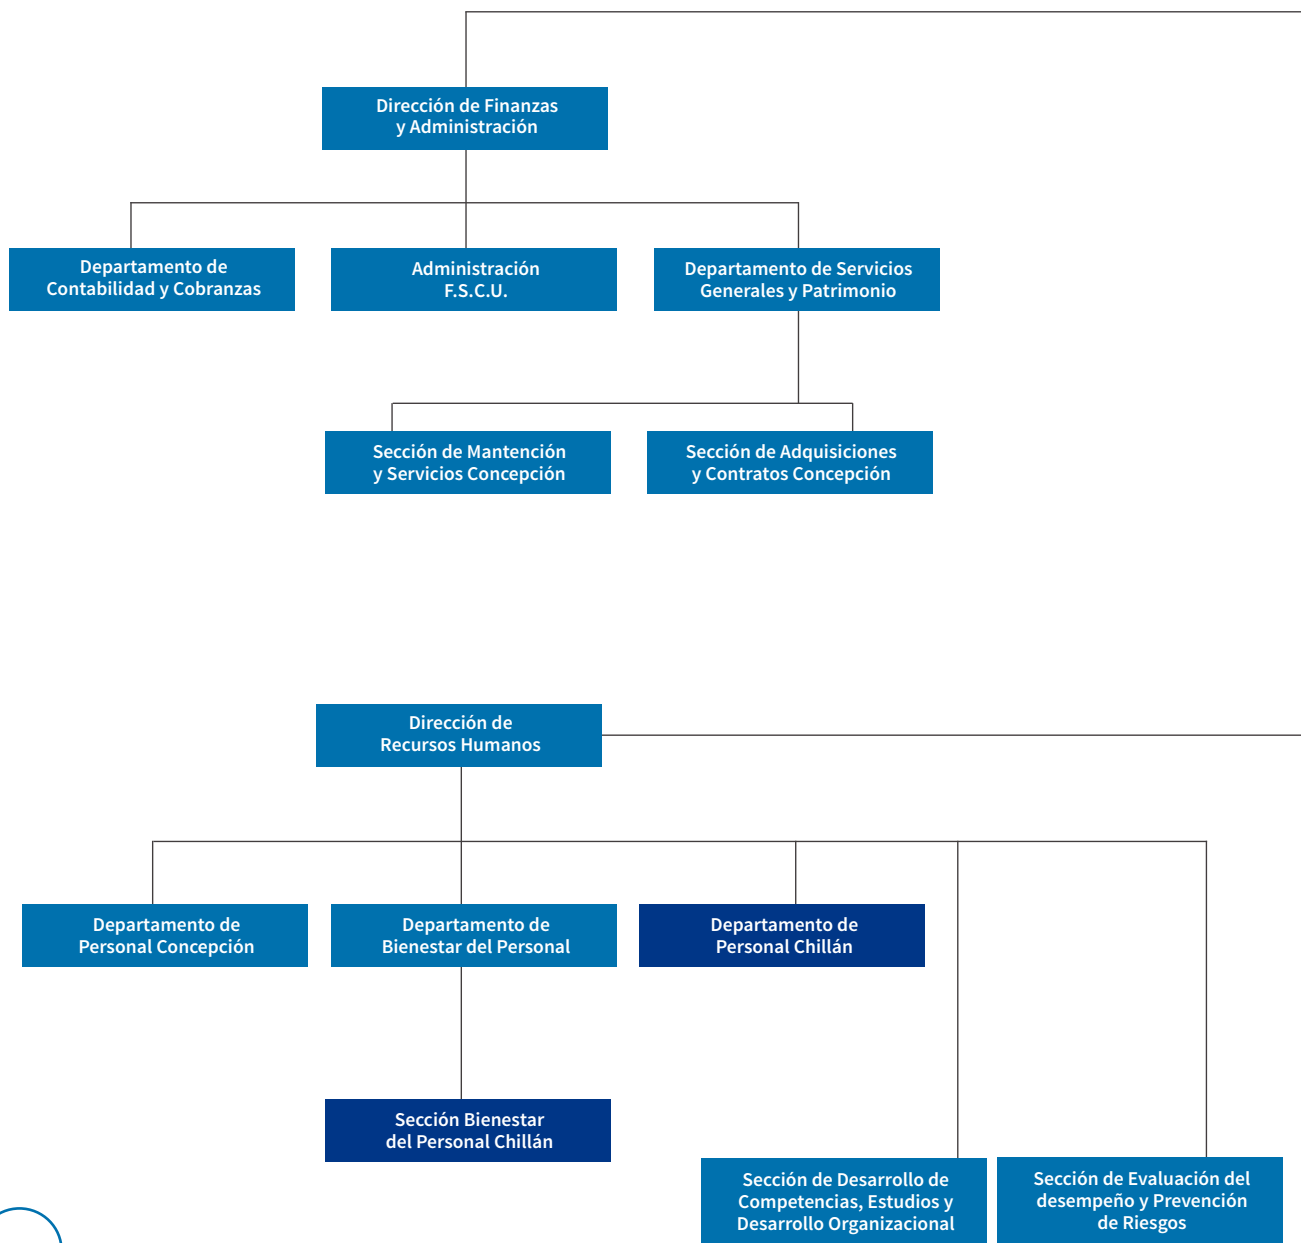 Dirección de Finanzas
y Administración
Departamento de
Contabilidad y Cobranzas
Administración
F.S.C.U.
Departamento de Servicios
Generales y Patrimonio
Sección de Mantención
y Servicios Concepción
Sección de Adquisiciones
y Contratos Concepción
Dirección de
Recursos Humanos
Departamento de
Personal Concepción
Departamento de
Bienestar del Personal
Departamento de
Personal Chillán
Sección Bienestar
del Personal Chillán
Sección de Desarrollo de
Competencias, Estudios y
Desarrollo Organizacional
Sección de Evaluación del
desempeño y Prevención
de Riesgos